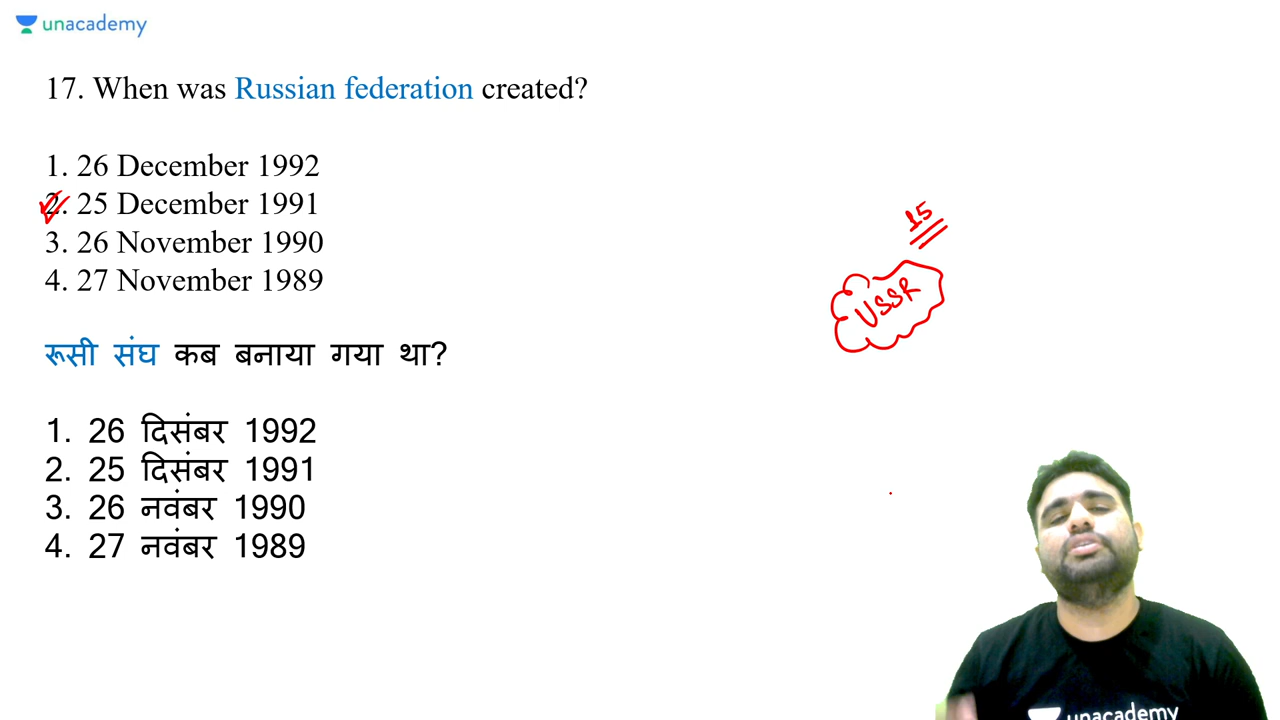 unacademy
17. When was Russian federation created?
1. 26 December 1992
2. 25 December 1991
3. 26 November 1990
4. 27 November 1989
15
USSR
रूसी संघ कब बनाया गया था?
1. 26 दिसंबर 1992
2. 25 दिसंबर 1991
3. 26 नवंबर 1990
4. 27 नवंबर 1989
unacademy